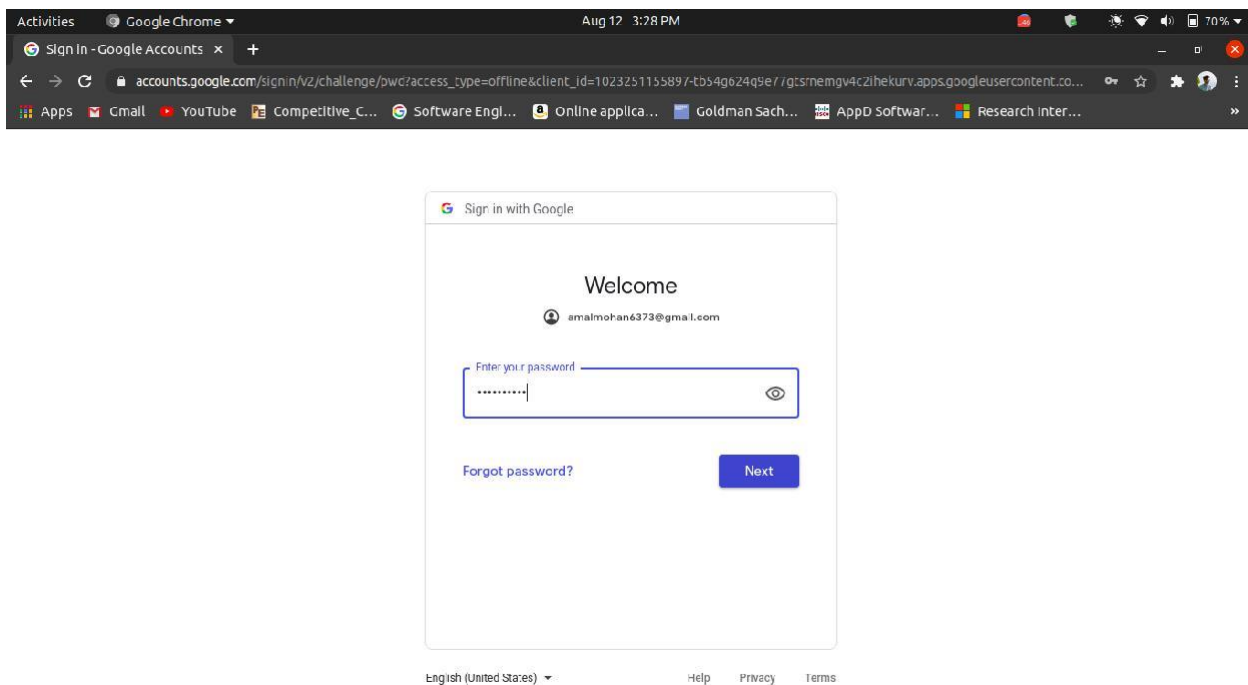 Activities Google Chrome ▾ Aug 12 3:28 PM 70% ▾
Sign in - Google Accounts × +
accounts.google.com/signin/v2/challenge/pwd?access_type=offline&client_id=
Apps Gmail YouTube Competitive_C... Software Engi... Online applica... Goldman Sach... AppD Softwar... Research Inter... »
Sign in with Google
Welcome
amalmohan6373@gmail.com
Enter your password
••••••••••
Forgot password? Next
English (United States) ▾ Help Privacy Terms